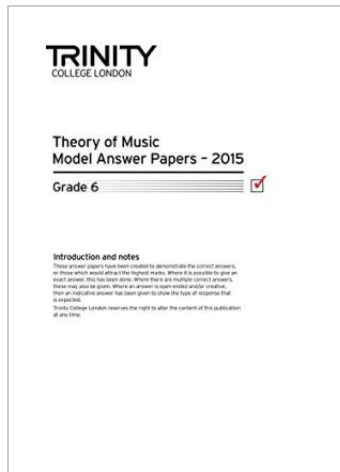 TRINITY
COLLEGE LONDON
Theory of Music
Model Answer Papers – 2015
Grade 6
Introduction and notes
These answer papers have been created to demonstrate the correct answers,
or those which would attract the highest marks. Where it is possible to give an
exact answer, this has been done. Where there are multiple correct answers,
these may also be given. Where an answer is open ended and/or creative,
then an indicative answer has been given to show the type of response that
is expected.
Trinity College London reserves the right to alter the content of this publication
at any time.